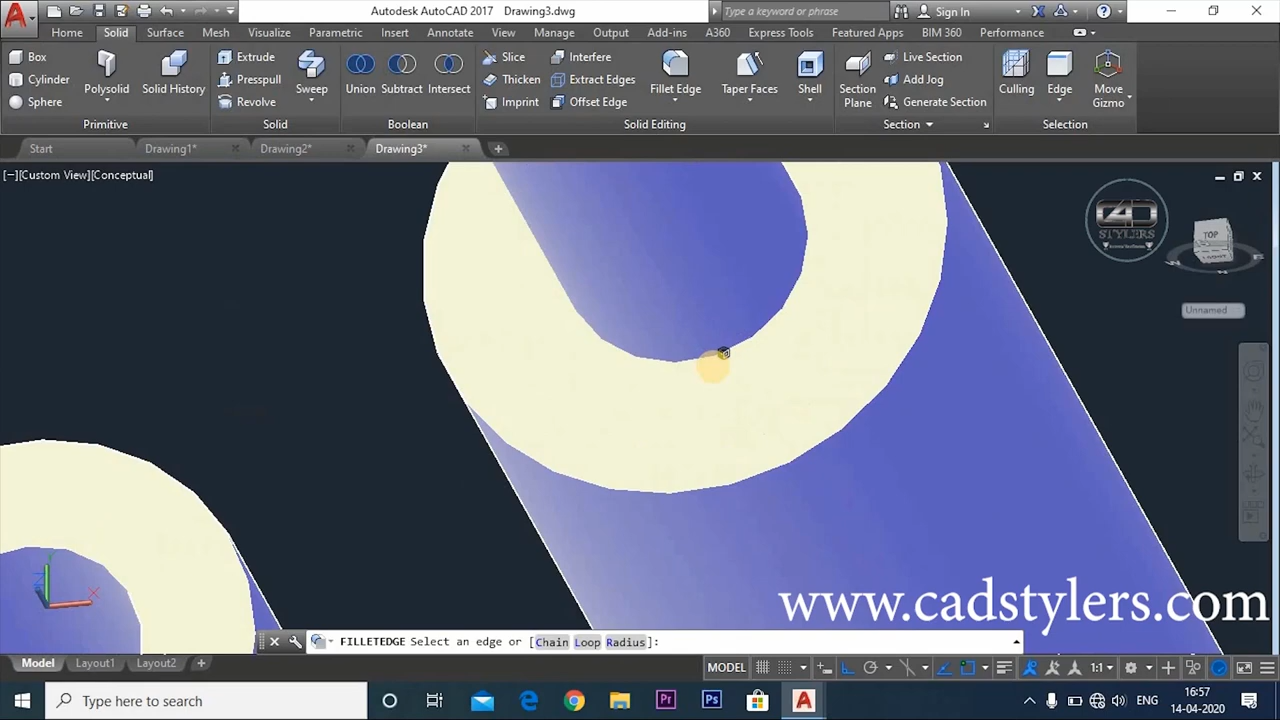 Autodesk AutoCAD 2017 Drawing3.dwg
Type a keyword or phrase
Sign In
Home Solid Surface Mesh Visualize Parametric Insert Annotate View Manage Output Add-ins A360 Express Tools Featured Apps BIM 360 Performance
Box
Cylinder
Sphere
Polysolid
Solid History
Primitive
Extrude
Presspull
Revolve
Sweep
Solid
Union
Subtract
Intersect
Boolean
Slice
Thicken
Imprint
Interfere
Extract Edges
Offset Edge
Fillet Edge
Taper Faces
Shell
Solid Editing
Section
Plane
Live Section
Add Jog
Generate Section
Section
Culling
Edge
Move
Gizmo
Selection
Start
Drawing1*
Drawing2*
Drawing3*
[−][Custom View][Conceptual]
STYLERS
TOP
Unnamed
X
www.cadstylers.com
FILLETEDGE Select an edge or [Chain Loop Radius]:
Model Layout1 Layout2
MODEL
1:1
Type here to search
Pr
Ps
ENG
16:57
14-04-2020